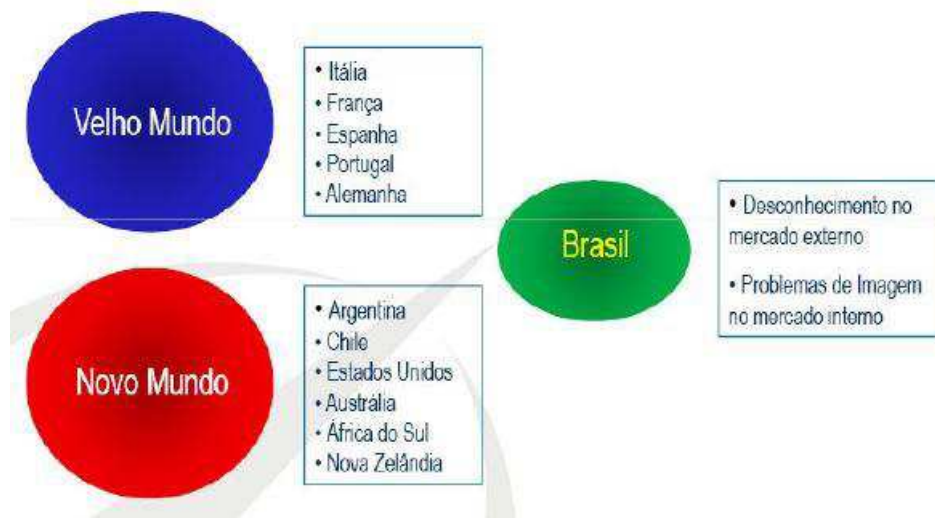 Velho Mundo
• Itália
• França
• Espanha
• Portugal
• Alemanha
Novo Mundo
• Argentina
• Chile
• Estados Unidos
• Austrália
• África do Sul
• Nova Zelândia
Brasil
• Desconhecimento no
mercado externo
• Problemas de Imagem
no mercado interno